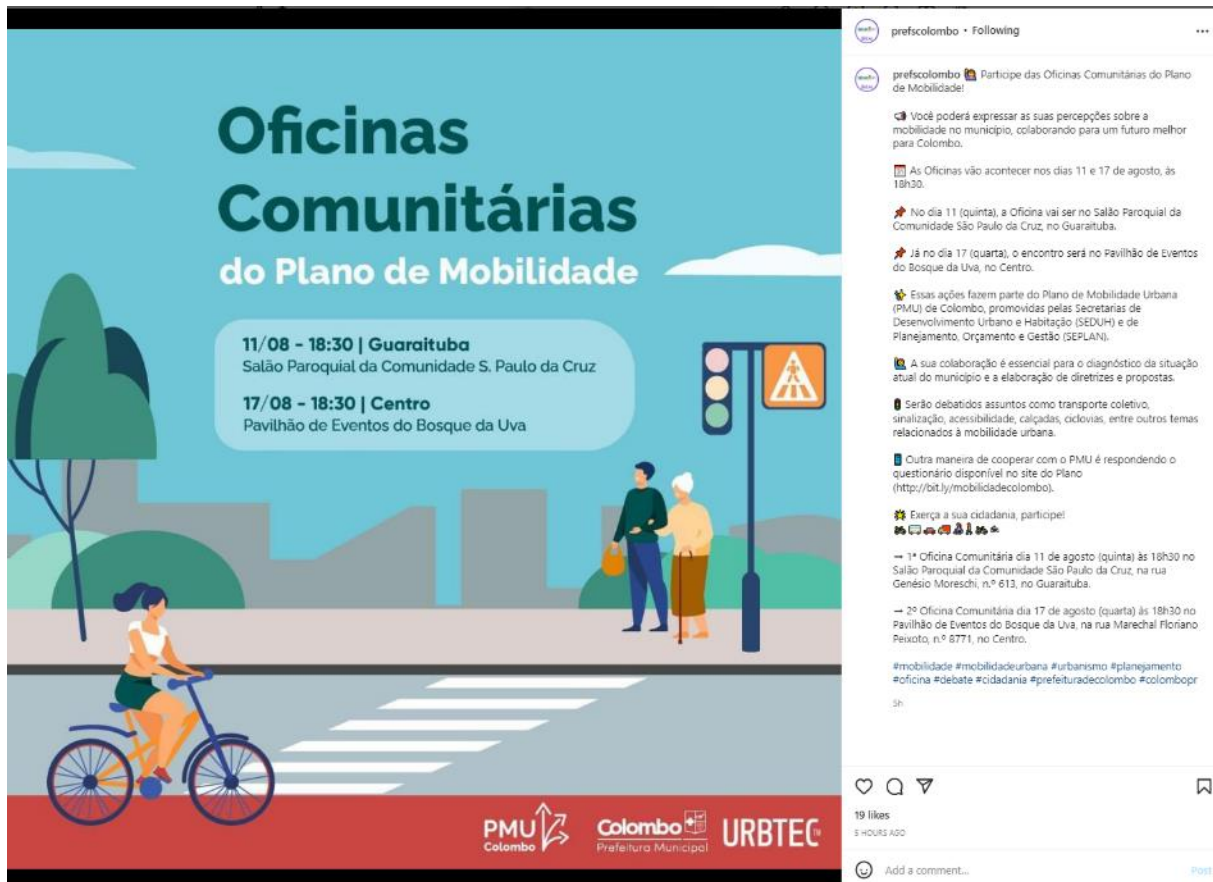 Oficinas
Comunitárias
do Plano de Mobilidade
11/08 - 18:30 | Guaraituba
Salão Paroquial da Comunidade S. Paulo da Cruz
17/08 - 18:30 | Centro
Pavilhão de Eventos do Bosque da Uva
PMU
Colombo
Colombo
Prefeitura Municipal
URBTEC™
prefscolombo • Following
prefscolombo 🙋 Participe das Oficinas Comunitárias do Plano
de Mobilidade!
📢 Você poderá expressar as suas percepções sobre a
mobilidade no município, colaborando para um futuro melhor
para Colombo.
📅 As Oficinas vão acontecer nos dias 11 e 17 de agosto, às
18h30.
📌 No dia 11 (quinta), a Oficina vai ser no Salão Paroquial da
Comunidade São Paulo da Cruz, no Guaraituba.
📌 Já no dia 17 (quarta), o encontro será no Pavilhão de Eventos
do Bosque da Uva, no Centro.
Essas ações fazem parte do Plano de Mobilidade Urbana
(PMU) de Colombo, promovidas pelas Secretarias de
Desenvolvimento Urbano e Habitação (SEDUH) e de
Planejamento, Orçamento e Gestão (SEPLAN).
🙋 A sua colaboração é essencial para o diagnóstico da situação
atual do município e a elaboração de diretrizes e propostas.
🚦 Serão debatidos assuntos como transporte coletivo,
sinalização, acessibilidade, calçadas, ciclovias, entre outros temas
relacionados à mobilidade urbana.
📱 Outra maneira de cooperar com o PMU é respondendo o
questionário disponível no site do Plano
(http://bit.ly/mobilidadecolombo).
Exerça a sua cidadania, participe!
→ 1ª Oficina Comunitária dia 11 de agosto (quinta) às 18h30 no
Salão Paroquial da Comunidade São Paulo da Cruz, na rua
Genésio Moreschi, n.º 613, no Guaraituba.
→ 2º Oficina Comunitária dia 17 de agosto (quarta) às 18h30 no
Pavilhão de Eventos do Bosque da Uva, na rua Marechal Floriano
Peixoto, n.º 8771, no Centro.
#mobilidade #mobilidadeurbana #urbanismo #planejamento
#oficina #debate #cidadania #prefeituradecolombo #colombopr
5h
19 likes
5 HOURS AGO
Add a comment...
Post